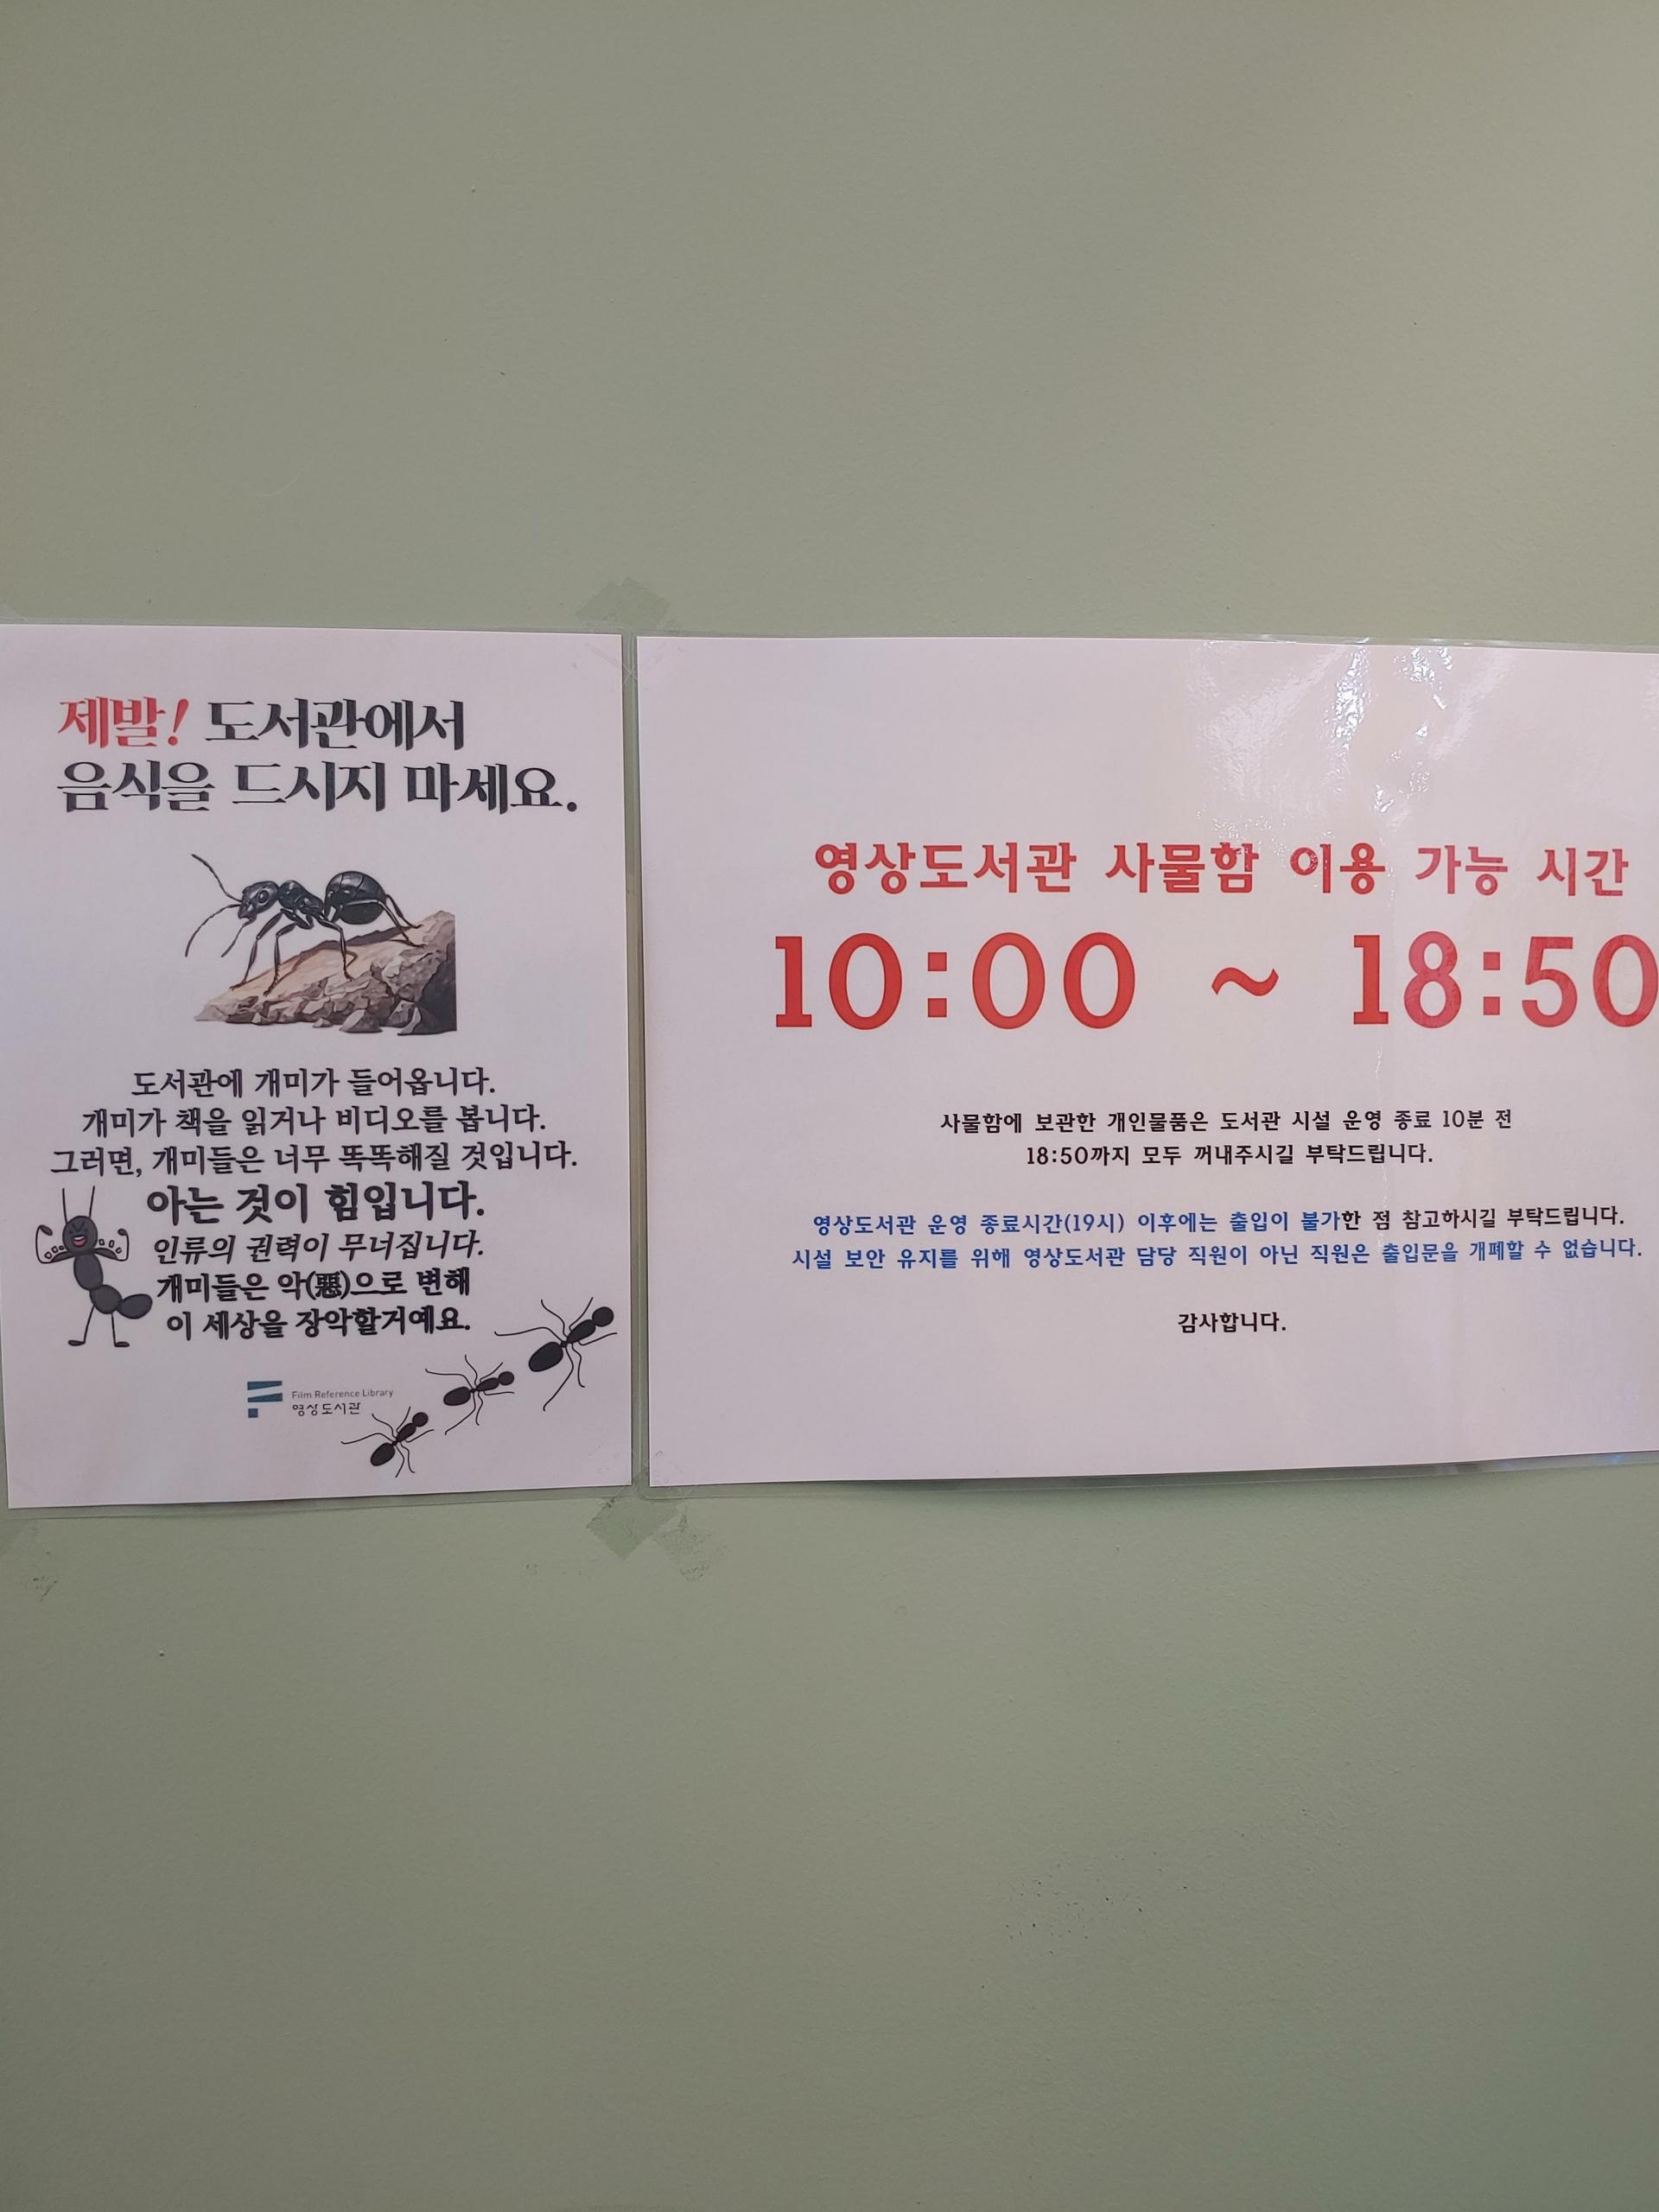 제발! 도서관에서
음식을 드시지 마세요.
도서관에 개미가 들어옵니다.
개미가 책을 읽거나 비디오를 봅니다.
그러면, 개미들은 너무 똑똑해질 것입니다.
아는 것이 힘입니다.
인류의 권력이 무너집니다.
개미들은 악(惡)으로 변해
이 세상을 장악할거예요.
Film Reference Library
영상도서관
영상도서관 사물함 이용 가능 시간
10:00 ~ 18:50
사물함에 보관한 개인물품은 도서관 시설 운영 종료 10분 전
18:50까지 모두 꺼내주시길 부탁드립니다.
영상도서관 운영 종료시간(19시) 이후에는 출입이 불가한 점 참고하시길 부탁드립니다.
시설 보안 유지를 위해 영상도서관 담당 직원이 아닌 직원은 출입문을 개폐할 수 없습니다.
감사합니다.